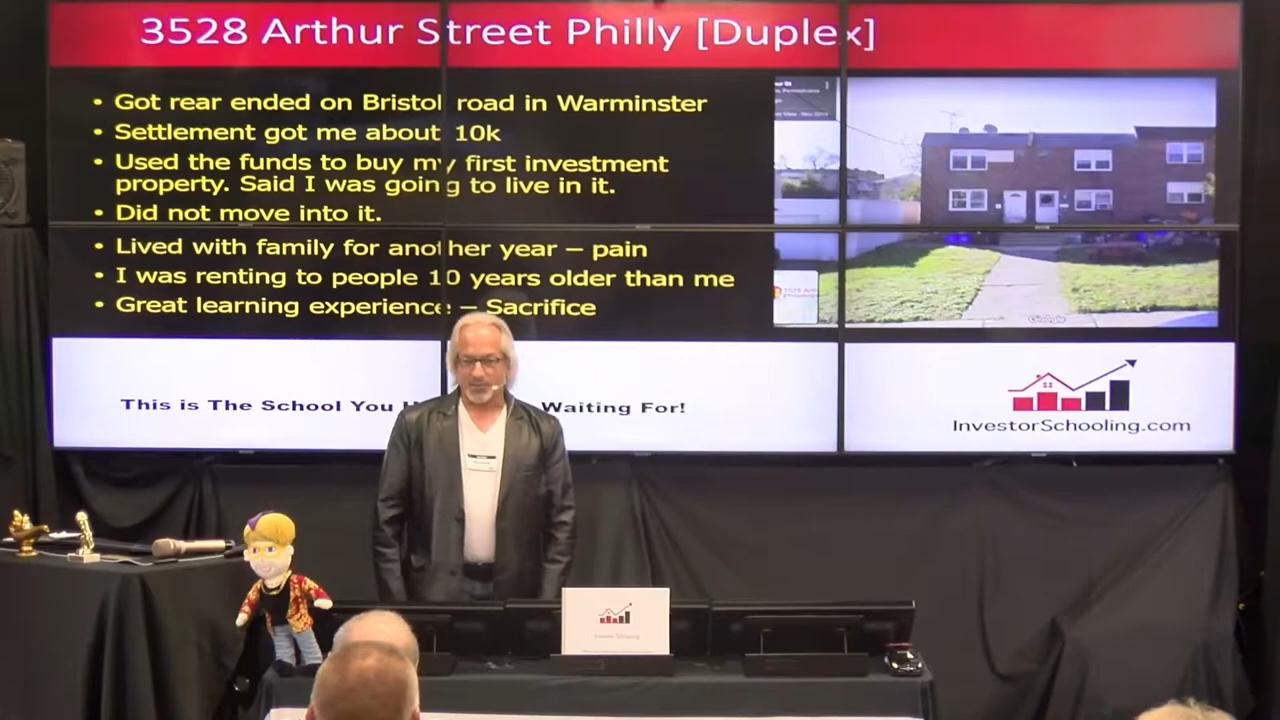 3528 Arthur Street Philly [Duplex]
• Got rear ended on Bristol road in Warminster
• Settlement got me about 10k
• Used the funds to buy my first investment
property. Said I was going to live in it.
• Did not move into it.
• Lived with family for another year – pain
• I was renting to people 10 years older than me
• Great learning experience – Sacrifice
This is The School You Waiting For!
InvestorSchooling.com
Google
Investor Schooling